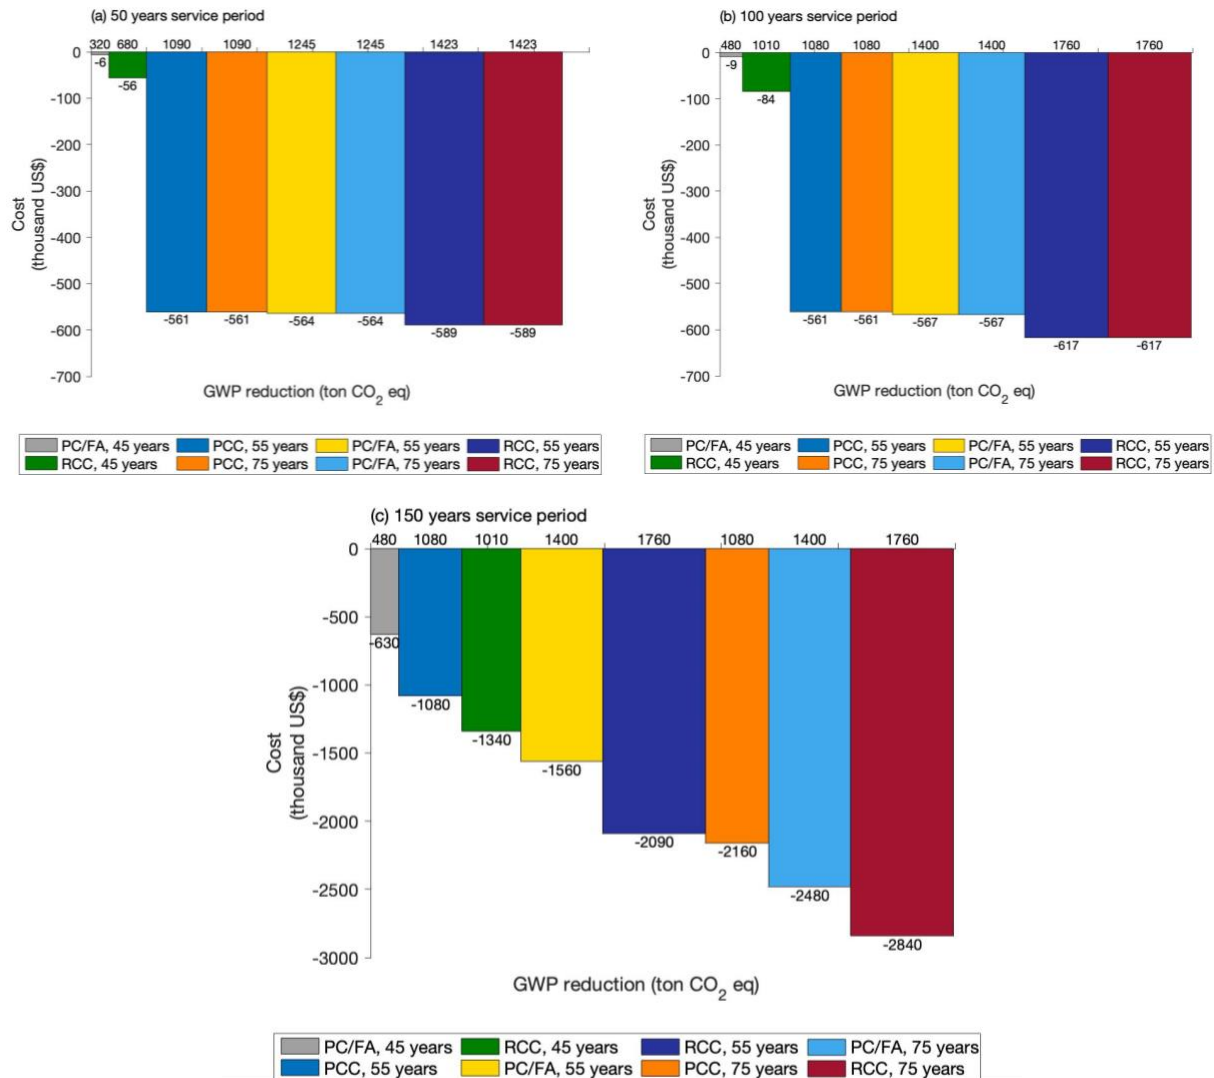 (a) 50 years service period
320 680 1090 1090 1245 1245 1423 1423
0
-6
-56
-100
-200
-300
-400
-500
-600
-700
Cost
(thousand US$)
-561 -561 -564 -564 -589 -589
GWP reduction (ton CO2 eq)
PC/FA, 45 years PCC, 55 years PC/FA, 55 years RCC, 55 years
RCC, 45 years PCC, 75 years PC/FA, 75 years RCC, 75 years
(b) 100 years service period
480 1010 1080 1080 1400 1400 1760 1760
0
-9
-84
-100
-200
-300
-400
-500
-600
-700
Cost
(thousand US$)
-561 -561 -567 -567 -617 -617
GWP reduction (ton CO2 eq)
PC/FA, 45 years PCC, 55 years PC/FA, 55 years RCC, 55 years
RCC, 45 years PCC, 75 years PC/FA, 75 years RCC, 75 years
(c) 150 years service period
480 1080 1010 1400 1760 1080 1400 1760
0
-500
-1000
-1500
-2000
-2500
-3000
Cost
(thousand US$)
-630
-1080
-1340
-1560
-2090
-2160
-2480
-2840
GWP reduction (ton CO2 eq)
PC/FA, 45 years RCC, 45 years RCC, 55 years PC/FA, 75 years
PCC, 55 years PC/FA, 55 years PCC, 75 years RCC, 75 years